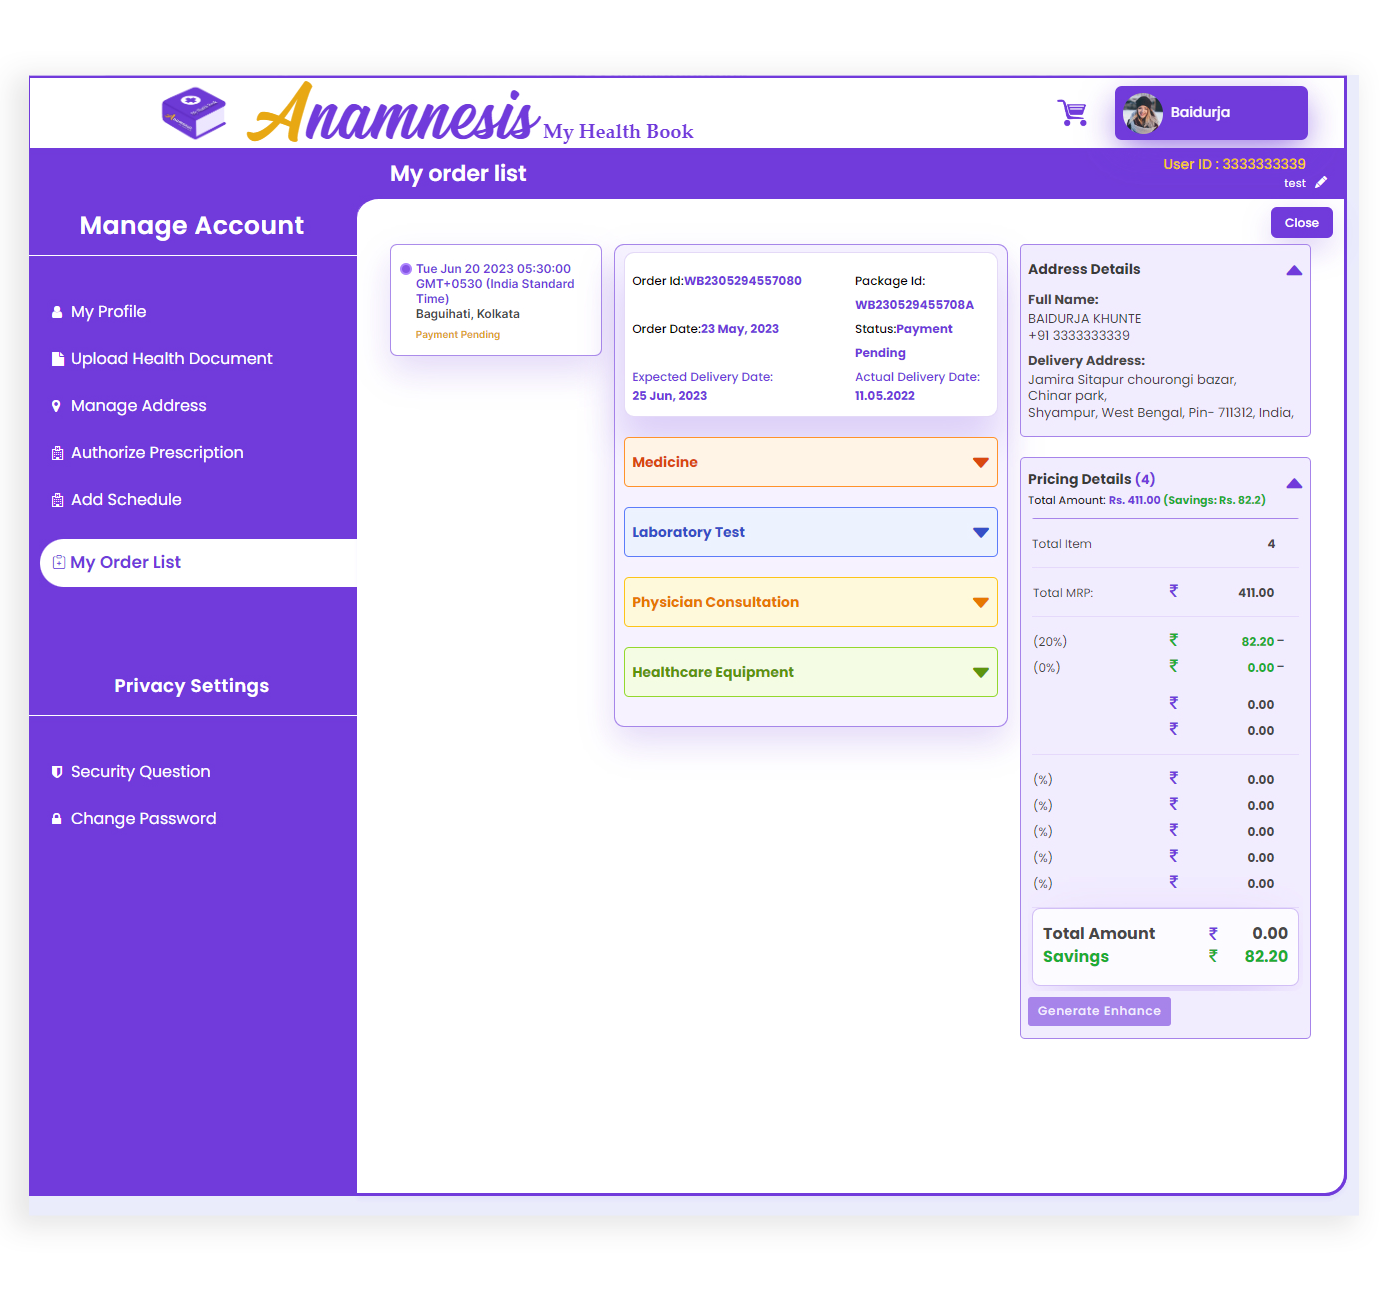 Anamnesis My Health Book
Baidurja
My order list
User ID : 3333333339
test
Manage Account
Close
My Profile
Upload Health Document
Manage Address
Authorize Prescription
Add Schedule
My Order List
Privacy Settings
Security Question
Change Password
Tue Jun 20 2023 05:30:00
GMT+0530 (India Standard
Time)
Baguihati, Kolkata
Payment Pending
Order Id:WB2305294557080
Package Id:
WB230529455708A
Order Date:23 May, 2023
Status:Payment
Pending
Expected Delivery Date:
25 Jun, 2023
Actual Delivery Date:
11.05.2022
Medicine
Laboratory Test
Physician Consultation
Healthcare Equipment
Address Details
Full Name:
BAIDURJA KHUNTE
+91 3333333339
Delivery Address:
Jamira Sitapur chourongi bazar,
Chinar park,
Shyampur, West Bengal, Pin- 711312, India,
Pricing Details (4)
Total Amount: Rs. 411.00 (Savings: Rs. 82.2)
Total Item 4
Total MRP: ₹ 411.00
(20%) ₹ 82.20 -
(0%) ₹ 0.00 -
₹ 0.00
₹ 0.00
(%) ₹ 0.00
(%) ₹ 0.00
(%) ₹ 0.00
(%) ₹ 0.00
(%) ₹ 0.00
Total Amount ₹ 0.00
Savings ₹ 82.20
Generate Enhance